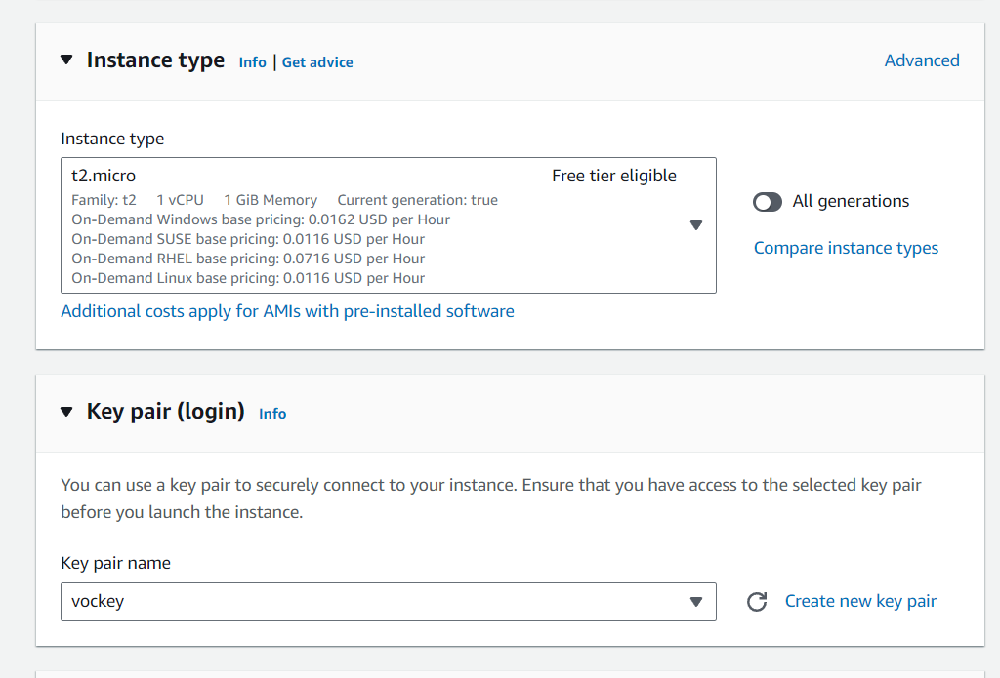 Instance type Info | Get advice Advanced
Instance type
t2.micro Free tier eligible
Family: t2 1 vCPU 1 GiB Memory Current generation: true
On-Demand Windows base pricing: 0.0162 USD per Hour
On-Demand SUSE base pricing: 0.0116 USD per Hour
On-Demand RHEL base pricing: 0.0716 USD per Hour
On-Demand Linux base pricing: 0.0116 USD per Hour
All generations
Compare instance types
Additional costs apply for AMIs with pre-installed software
Key pair (login) Info
You can use a key pair to securely connect to your instance. Ensure that you have access to the selected key pair
before you launch the instance.
Key pair name
vockey
Create new key pair